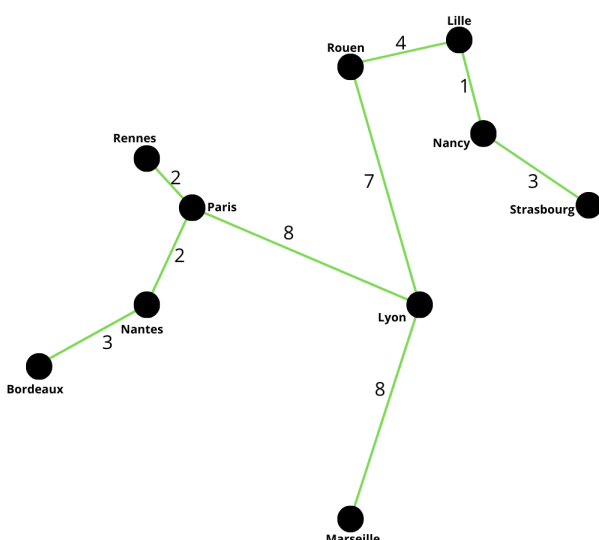 Lille
Rouen
4
1
Rennes
Nancy
2
7
3
Paris
Strasbourg
8
2
Lyon
Nantes
3
Bordeaux
8
Marseille